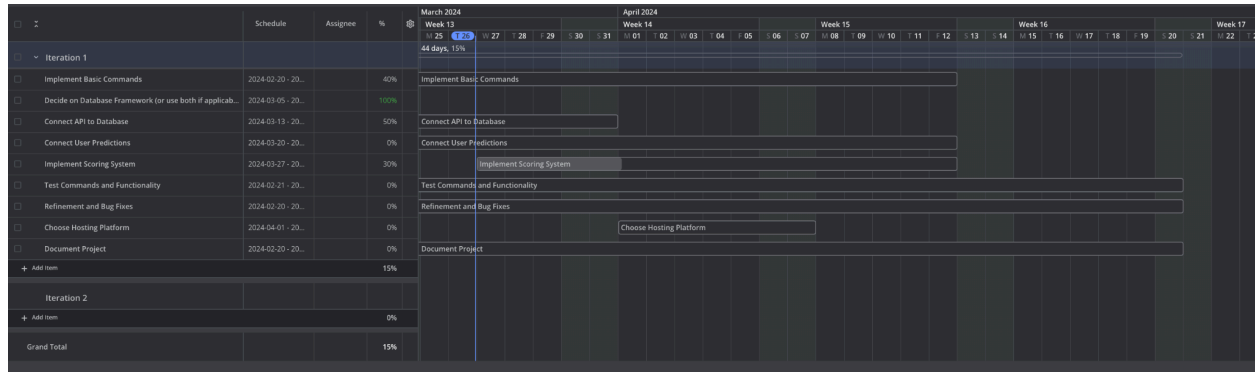 March 2024 April 2024
Schedule Assignee %
Week 13 Week 14 Week 15 Week 16 Week 17
M 25 T 26 W 27 T 28 F 29 S 30 S 31 M 01 T 02 W 03 T 04 F 05 S 06 S 07 M 08 T 09 W 10 T 11 F 12 S 13 S 14 M 15 T 16 W 17 T 18 F 19 S 20 S 21 M 22 T
44 days, 15%
Iteration 1
Implement Basic Commands 2024-02-20 - 20... 40% Implement Basic Commands
Decide on Database Framework (or use both if applicab... 2024-03-05 - 20... 100%
Connect API to Database 2024-03-13 - 20... 50% Connect API to Database
Connect User Predictions 2024-03-20 - 20... 0% Connect User Predictions
Implement Scoring System 2024-03-27 - 20... 30% Implement Scoring System
Test Commands and Functionality 2024-02-21 - 20... 0% Test Commands and Functionality
Refinement and Bug Fixes 2024-02-20 - 20... 0% Refinement and Bug Fixes
Choose Hosting Platform 2024-04-01 - 20... 0% Choose Hosting Platform
Document Project 2024-02-20 - 20... 0% Document Project
+ Add Item 15%
Iteration 2
+ Add Item 0%
Grand Total 15%